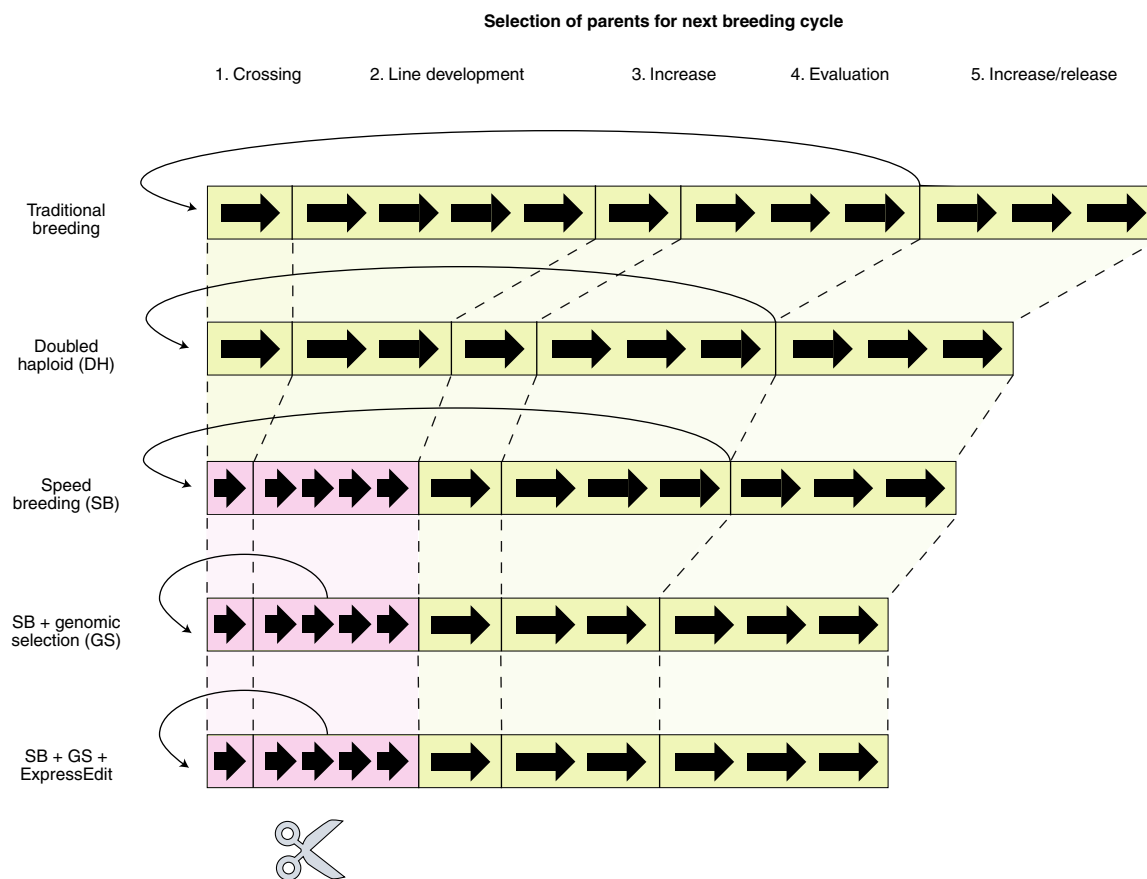 Selection of parents for next breeding cycle
1. Crossing
2. Line development
3. Increase
4. Evaluation
5. Increase/release
Traditional
breeding
Doubled
haploid (DH)
Speed
breeding (SB)
SB + genomic
selection (GS)
SB + GS +
ExpressEdit